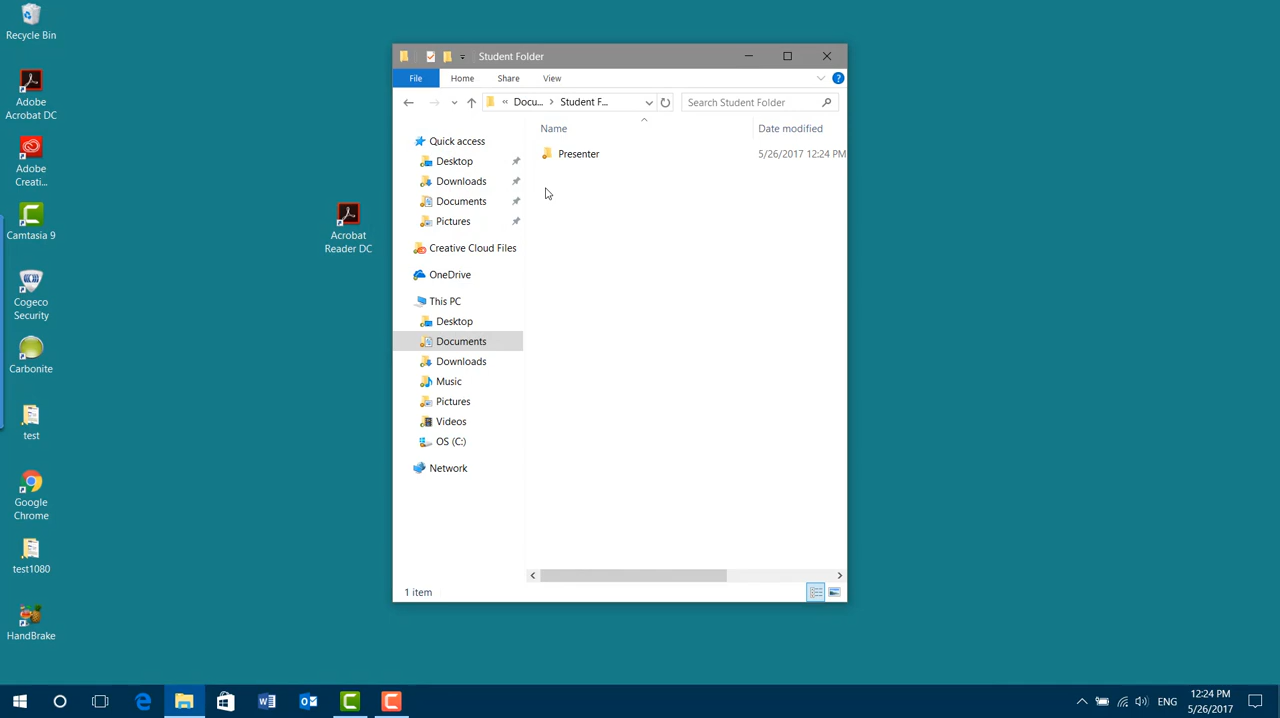 Recycle Bin
Adobe
Acrobat DC
Adobe
Creati...
Camtasia 9
Cogeco
Security
Carbonite
test
Google
Chrome
test1080
HandBrake
Acrobat
Reader DC
Student Folder
File Home Share View
« Docu... > Student F...
Search Student Folder
Name Date modified
Presenter 5/26/2017 12:24 PM
Quick access
Desktop
Downloads
Documents
Pictures
Creative Cloud Files
OneDrive
This PC
Desktop
Documents
Downloads
Music
Pictures
Videos
OS (C:)
Network
1 item
ENG
12:24 PM
5/26/2017